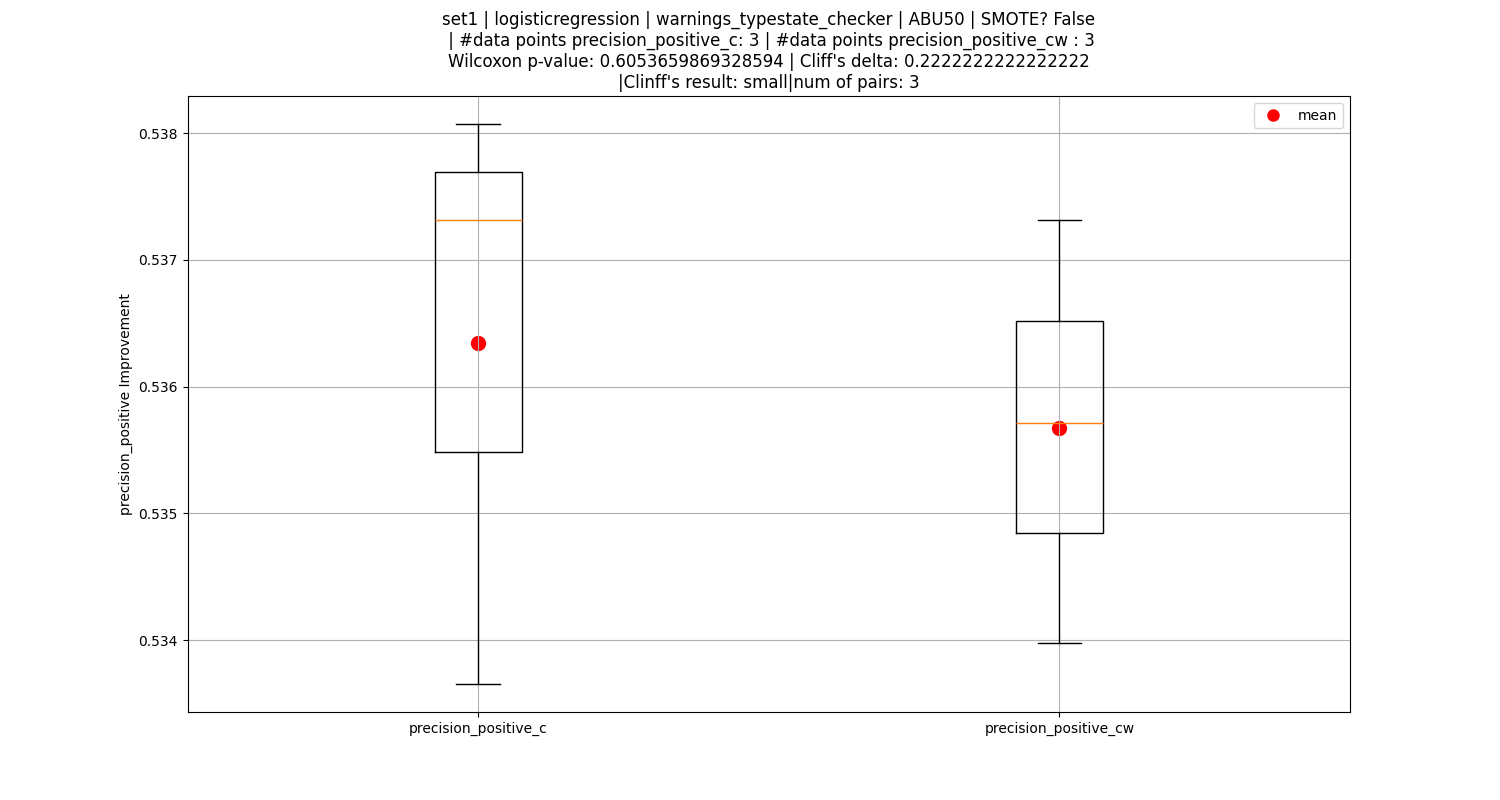 set1 | logisticregression | warnings_typestate_checker | ABU50 | SMOTE? False
| #data points precision_positive_c: 3 | #data points precision_positive_cw : 3
Wilcoxon p-value: 0.6053659869328594 | Cliff's delta: 0.2222222222222222
|Clinff's result: small|num of pairs: 3
mean
0.538
0.537
0.536
0.535
0.534
precision_positive Improvement
precision_positive_c
precision_positive_cw